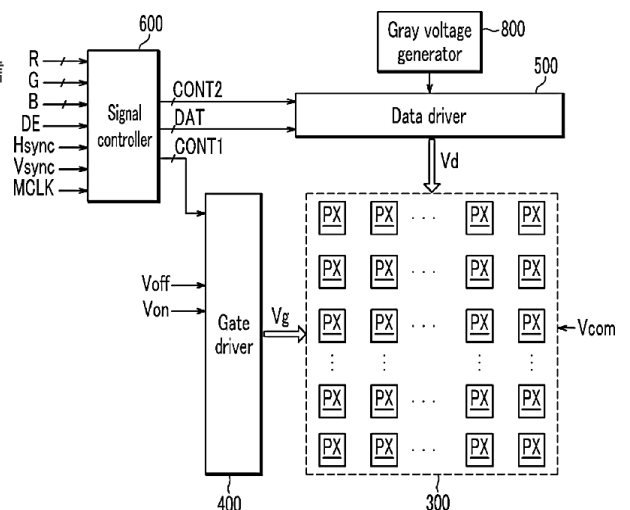 600
R
G
B
DE
Hsync
Vsync
MCLK
Signal
controller
Gray voltage
generator
800
CONT2
DAT
CONT1
Data driver
500
Vd
Voff
Von
Gate
driver
400
Vg
PX PX ... PX PX
PX PX ... PX PX
PX PX ... PX PX
PX PX ... PX PX
PX PX ... PX PX
Vcom
300